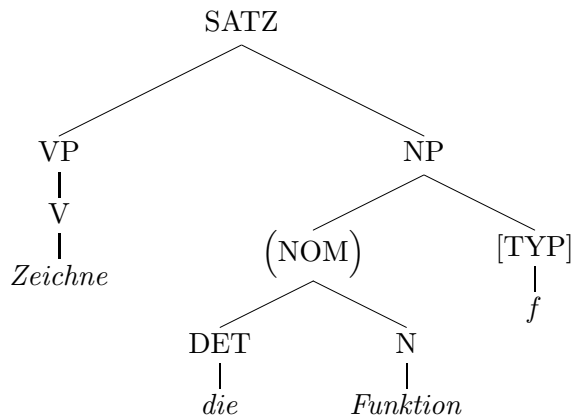 SATZ
VP NP
V
(NOM) [TYP]
Zeichne
f
DET N
die Funktion